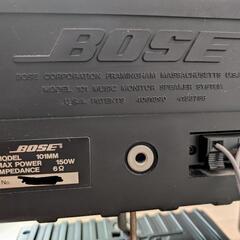 BOSE
BOSE CORPORATION FRAMINGHAM MASSACHUSETTS U.S.A
MODEL 101 MUSIC MONITOR SPEAKER SYSTEM
U.S.A. PATENTS
BOSE
MODEL 101MM
MAX POWER 150W
IMPEDANCE 6Ω
No.